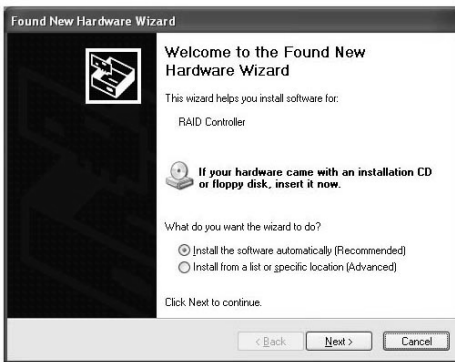 Found New Hardware Wizard
Welcome to the Found New
Hardware Wizard
This wizard helps you install software for:
RAID Controller
If your hardware came with an installation CD
or floppy disk, insert it now.
What do you want the wizard to do?
Install the software automatically (Recommended)
Install from a list or specific location (Advanced)
Click Next to continue.
< Back Next > Cancel